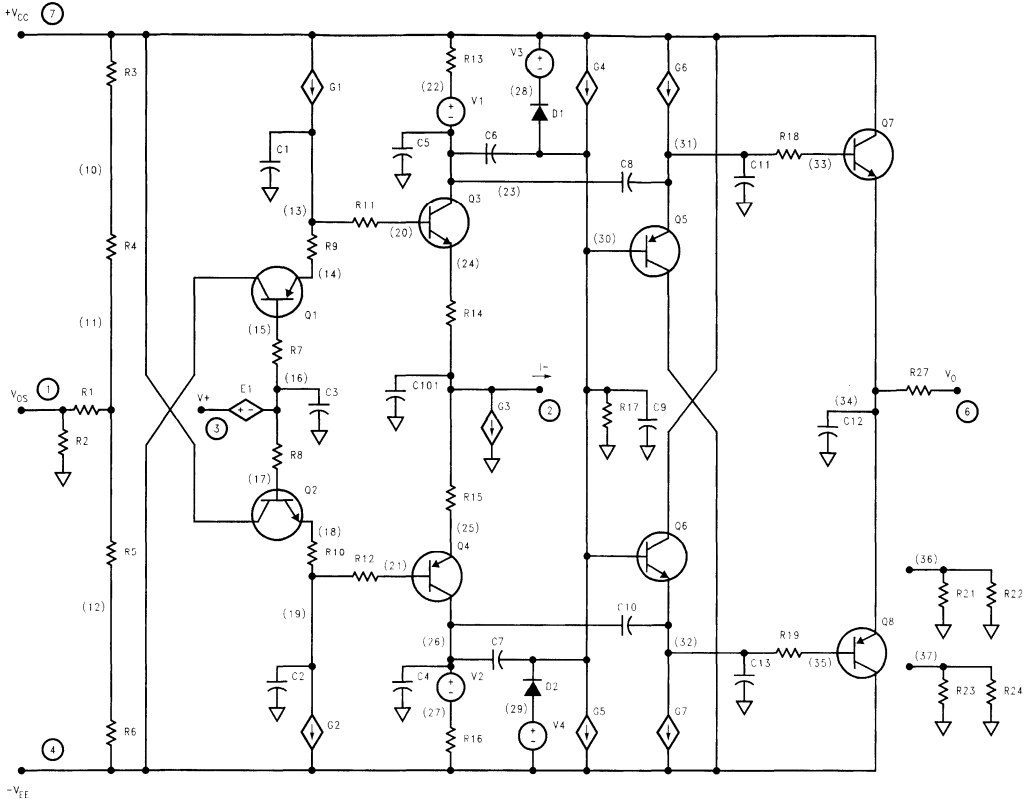 +VCC 7
R3
G1
R13
(22)
V1
V3
(28)
D1
G4
G6
Q7
C1
C5
C6
(31)
R18
(33)
C11
C8
(23)
(10)
(13)
R11
(20)
Q3
Q5
(30)
R4
R9
(14)
(24)
Q1
(15)
R14
(11)
R7
(16)
1
VOS
R1
V+
E1
3
C3
C101
I-
G3
2
R17
C9
R27
VO
(34)
C12
6
R2
R8
(17)
Q2
R15
(18)
(25)
R10
R12
(21)
Q4
Q6
R5
(36)
R21
R22
(12)
(19)
C10
(26)
C7
(32)
R19
(35)
C13
Q8
(37)
R23
R24
C2
C4
V2
(27)
D2
(29)
V4
R6
G2
R16
G5
G7
4
-VEE